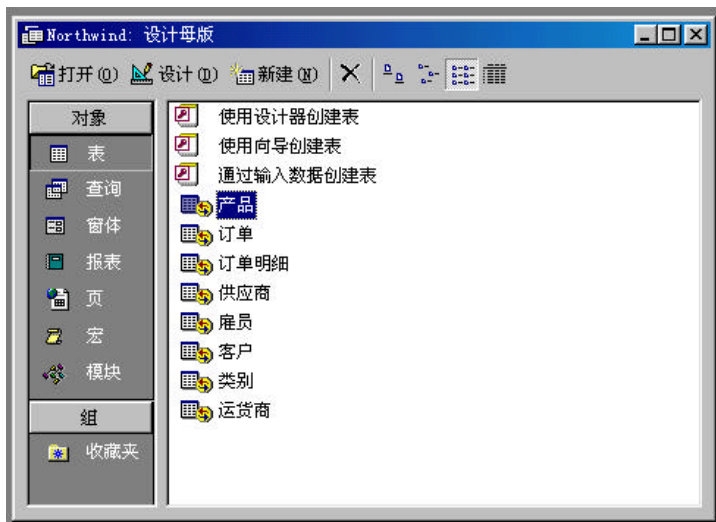 Northwind: 设计母版
打开(O) 设计(D) 新建(N)
对象
表
查询
窗体
报表
页
宏
模块
组
收藏夹
使用设计器创建表
使用向导创建表
通过输入数据创建表
产品
订单
订单明细
供应商
雇员
客户
类别
运货商